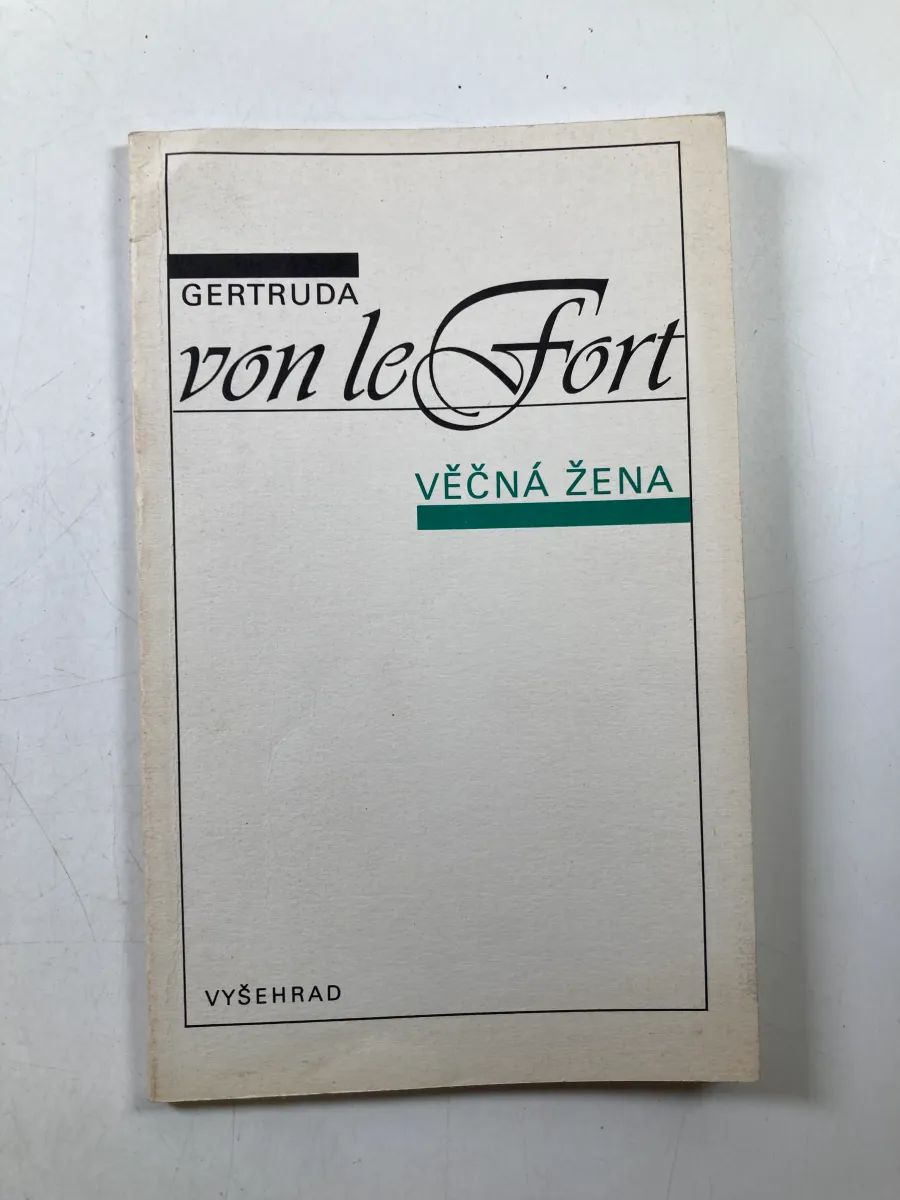 GERTRUDA
von le Fort
VĚČNÁ ŽENA
VYŠEHRAD